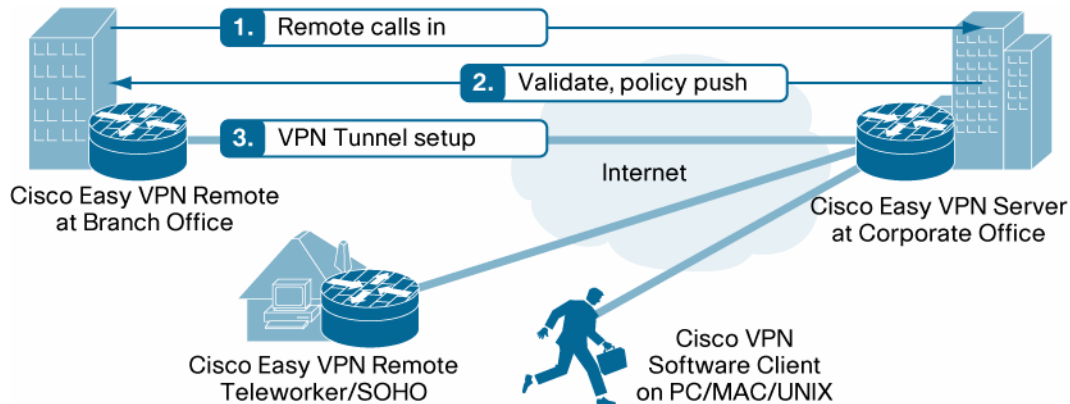 1. Remote calls in
2. Validate, policy push
3. VPN Tunnel setup
Internet
Cisco Easy VPN Remote
at Branch Office
Cisco Easy VPN Server
at Corporate Office
Cisco Easy VPN Remote
Teleworker/SOHO
Cisco VPN
Software Client
on PC/MAC/UNIX